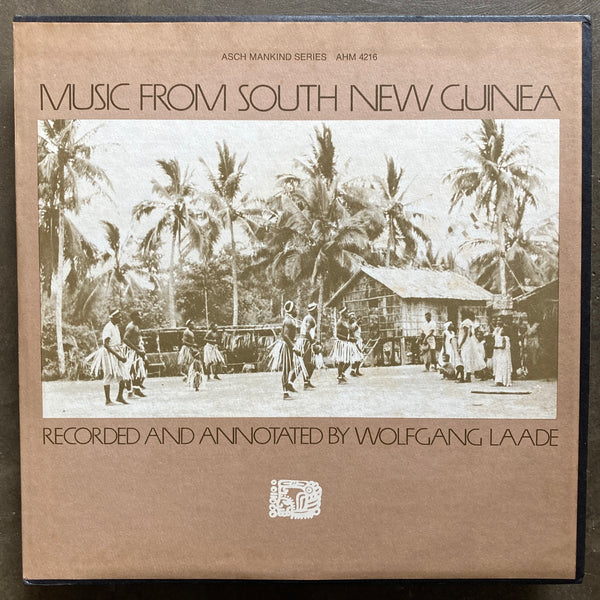 ASCH MANKIND SERIES AHM 4216
MUSIC FROM SOUTH NEW GUINEA
RECORDED AND ANNOTATED BY WOLFGANG LAADE